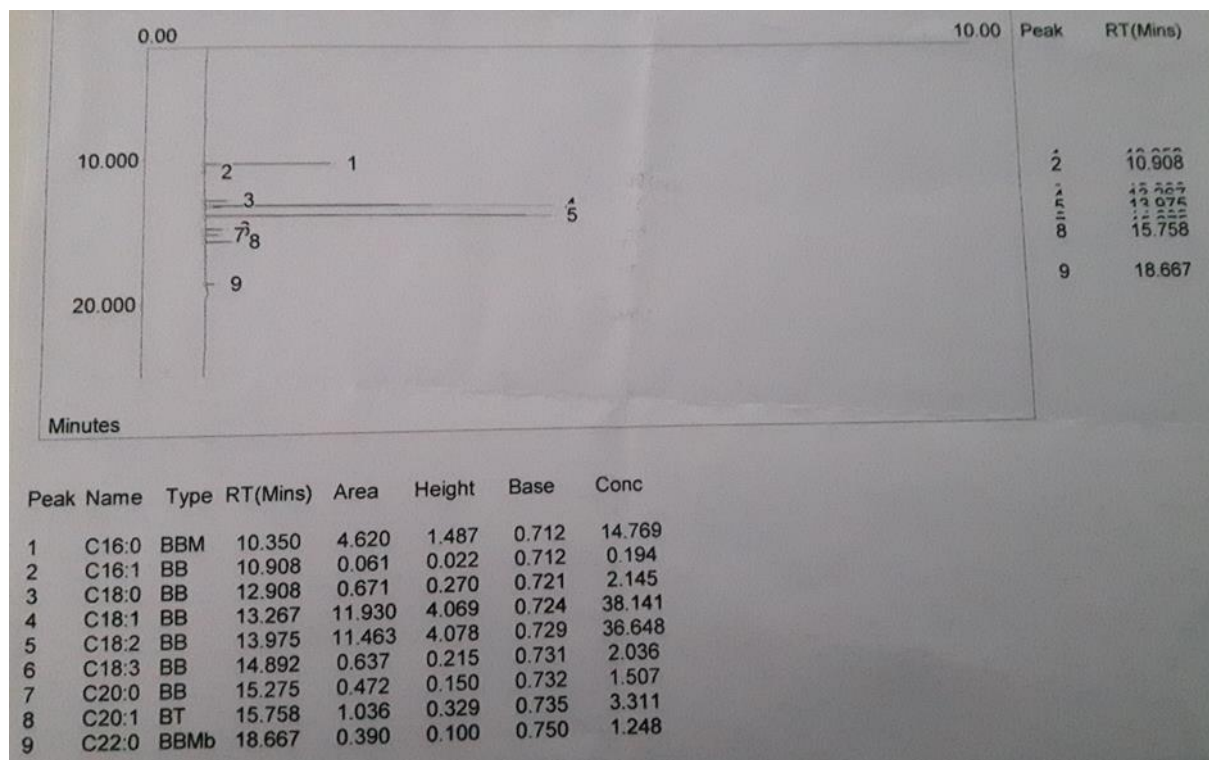 0.00 10.00 Peak RT(Mins)
10.000 1 2 10.908
2
3
5 5 13.975
7 8 8 15.758
9 9 18.667
20.000
Minutes
Peak Name Type RT(Mins) Area Height Base Conc
1 C16:0 BBM 10.350 4.620 1.487 0.712 14.769
2 C16:1 BB 10.908 0.061 0.022 0.712 0.194
3 C18:0 BB 12.908 0.671 0.270 0.721 2.145
4 C18:1 BB 13.267 11.930 4.069 0.724 38.141
5 C18:2 BB 13.975 11.463 4.078 0.729 36.648
6 C18:3 BB 14.892 0.637 0.215 0.731 2.036
7 C20:0 BB 15.275 0.472 0.150 0.732 1.507
8 C20:1 BT 15.758 1.036 0.329 0.735 3.311
9 C22:0 BBMb 18.667 0.390 0.100 0.750 1.248